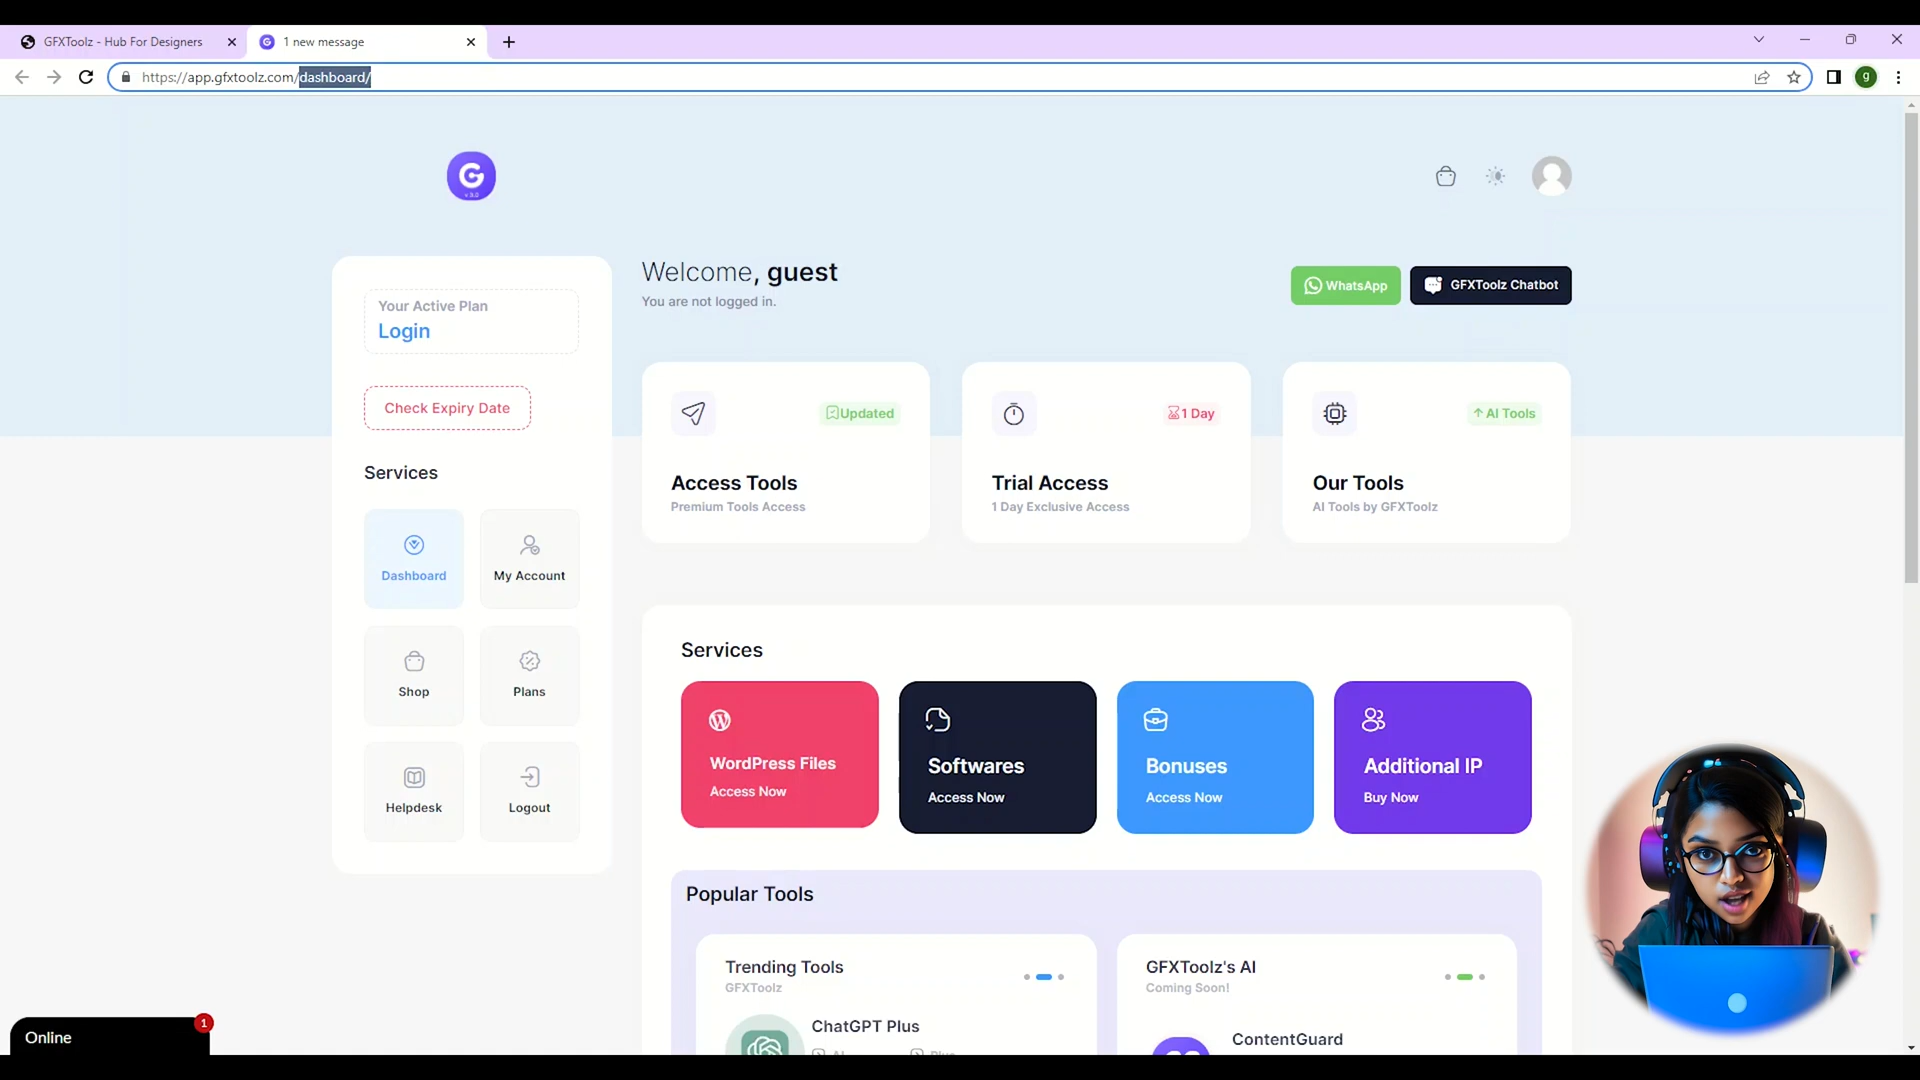 GFXToolz - Hub For Designers
1 new message
https://app.gfxtoolz.com/dashboard/
g
G
v 3.0
Your Active Plan
Login
Check Expiry Date
Services
Dashboard
My Account
Shop
Plans
Helpdesk
Logout
Welcome, guest
You are not logged in.
WhatsApp
GFXToolz Chatbot
Updated
Access Tools
Premium Tools Access
1 Day
Trial Access
1 Day Exclusive Access
AI Tools
Our Tools
AI Tools by GFXToolz
Services
WordPress Files
Access Now
Softwares
Access Now
Bonuses
Access Now
Additional IP
Buy Now
Popular Tools
Trending Tools
GFXToolz
ChatGPT Plus
GFXToolz's AI
Coming Soon!
ContentGuard
Online
1